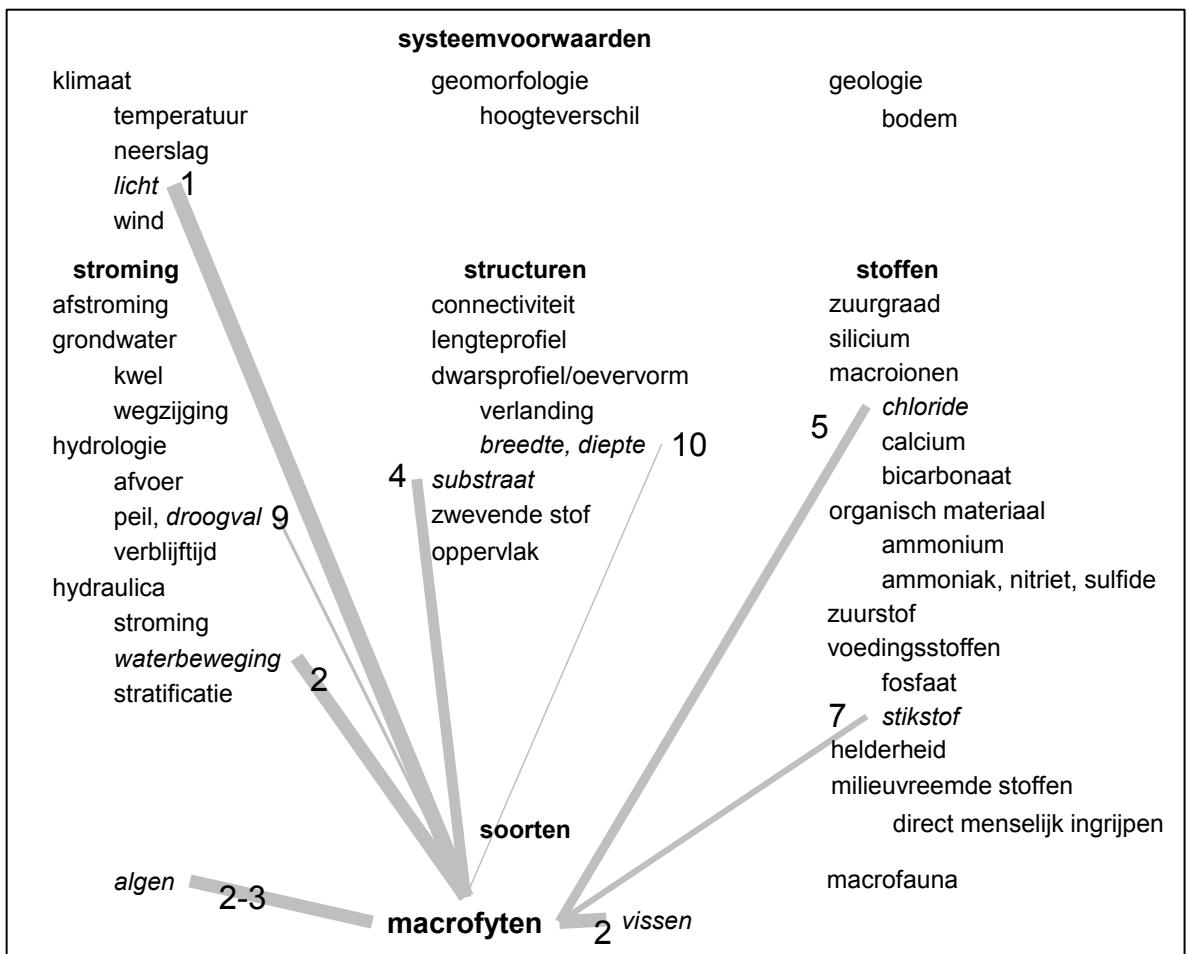 systeemvoorwaarden
klimaat
temperatuur
neerslag
licht 1
wind
geomorfologie
hoogteverschil
geologie
bodem
stroming
afstroming
grondwater
kwel
wegzijging
hydrologie
afvoer
peil, droogval 9
verblijftijd
hydraulica
stroming
waterbeweging
2
stratificatie
structuren
connectiviteit
lengteprofiel
dwarsprofiel/oevervorm
verlanding
breedte, diepte 10
4 substraat
zwevende stof
oppervlak
stoffen
zuurgraad
silicium
macroionen
chloride
5
calcium
bicarbonaat
organisch materiaal
ammonium
ammoniak, nitriet, sulfide
zuurstof
voedingsstoffen
fosfaat
7 stikstof
helderheid
milieuvreemde stoffen
direct menselijk ingrijpen
soorten
algen 2-3
macrofauna
macrofyten 2 vissen